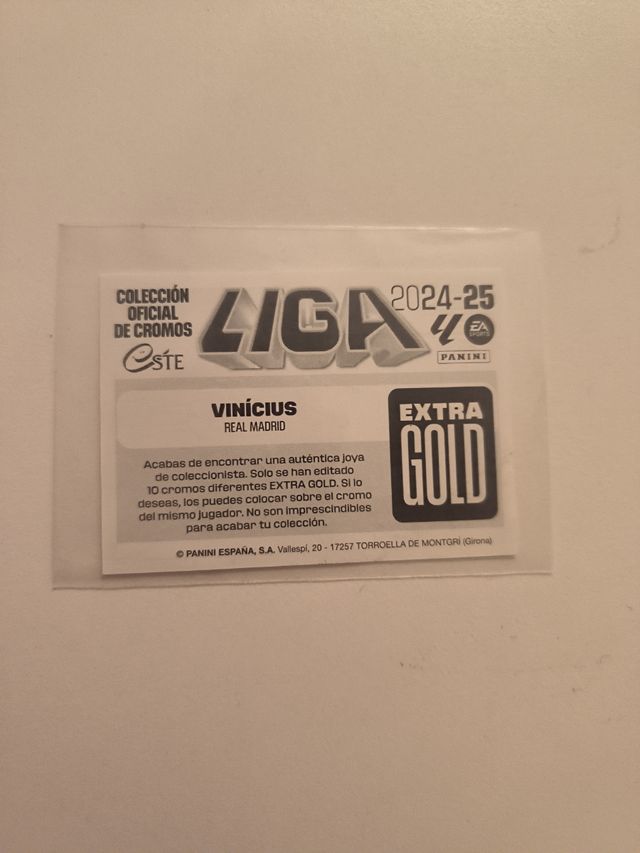 COLECCIÓN
OFICIAL
DE CROMOS
ESTE
LIGA
2024-25
EA
SPORTS
PANINI
VINÍCIUS
REAL MADRID
EXTRA
GOLD
Acabas de encontrar una auténtica joya
de coleccionista. Solo se han editado
10 cromos diferentes EXTRA GOLD. Si lo
deseas, los puedes colocar sobre el cromo
del mismo jugador. No son imprescindibles
para acabar tu colección.
© PANINI ESPAÑA, S.A. Vallespí, 20 - 17257 TORROELLA DE MONTGRÍ (Girona)